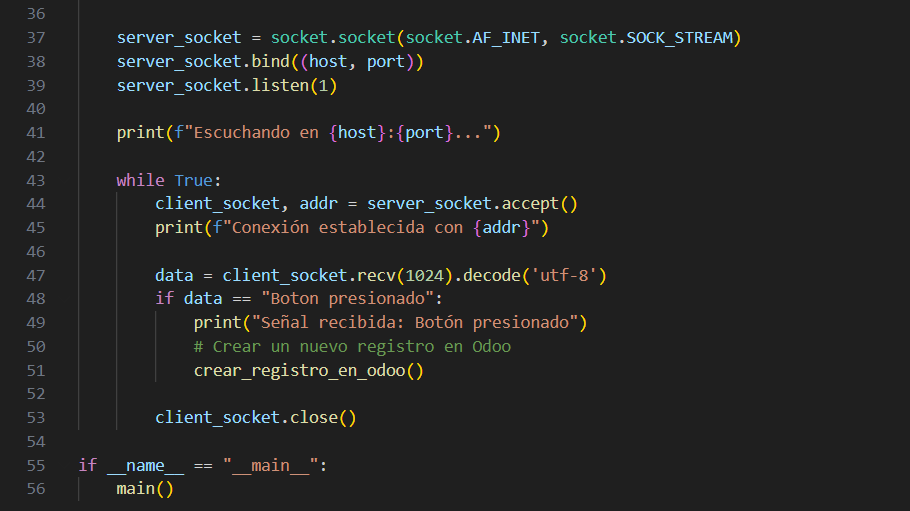 36
37 server_socket = socket.socket(socket.AF_INET, socket.SOCK_STREAM)
38 server_socket.bind((host, port))
39 server_socket.listen(1)
40
41 print(f"Escuchando en {host}:{port}...")
42
43 while True:
44 client_socket, addr = server_socket.accept()
45 print(f"Conexión establecida con {addr}")
46
47 data = client_socket.recv(1024).decode('utf-8')
48 if data == "Boton presionado":
49 print("Señal recibida: Botón presionado")
50 # Crear un nuevo registro en Odoo
51 crear_registro_en_odoo()
52
53 client_socket.close()
54
55 if __name__ == "__main__":
56 main()